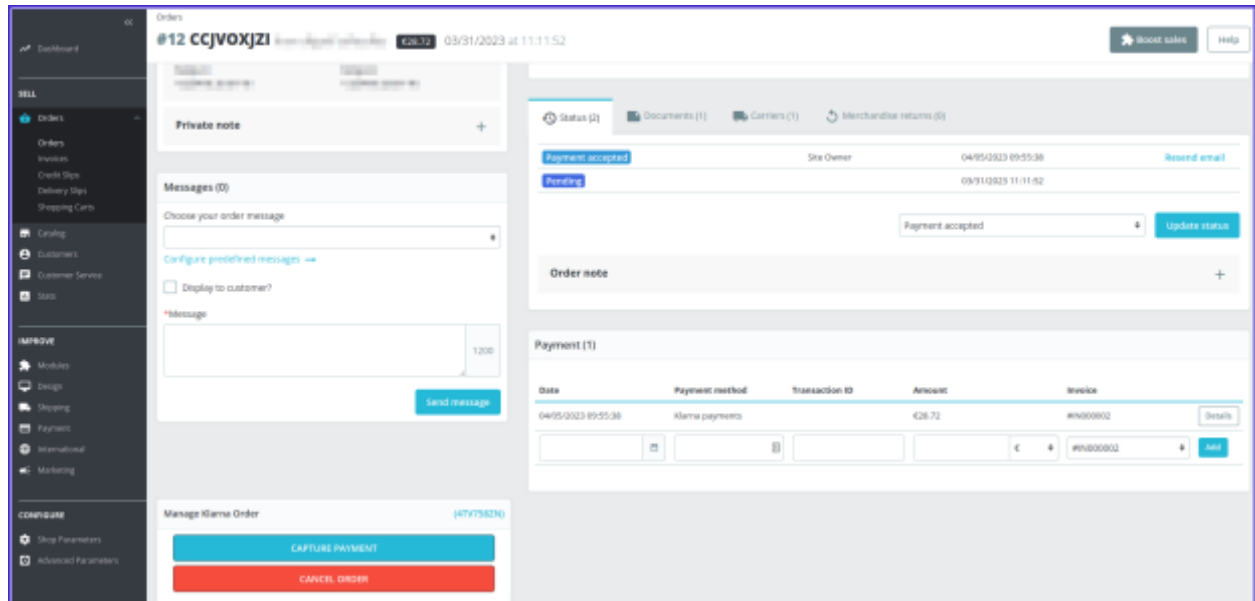 «
Dashboard
SELL
Orders
Orders
Invoices
Credit Slips
Delivery Slips
Shopping Carts
Catalog
Customers
Customer Service
Stats
IMPROVE
Modules
Design
Shipping
Payment
International
Marketing
CONFIGURE
Shop Parameters
Advanced Parameters
Orders
#12 CCJVOXJZI €28.72 03/31/2023 at 11:11:52
Boost sales Help
Private note +
Messages (0)
Choose your order message
Configure predefined messages →
Display to customer?
*Message
1200
Send message
Manage Klarna Order (4TV758ZN)
CAPTURE PAYMENT
CANCEL ORDER
Status (2) Documents (1) Carriers (1) Merchandise returns (0)
Payment accepted Site Owner 04/05/2023 09:55:38 Resend email
Pending 03/31/2023 11:11:52
Payment accepted Update status
Order note +
Payment (1)
Date Payment method Transaction ID Amount Invoice
04/05/2023 09:55:38 Klarna payments €28.72 #IN000002 Details
€ #IN000002 Add